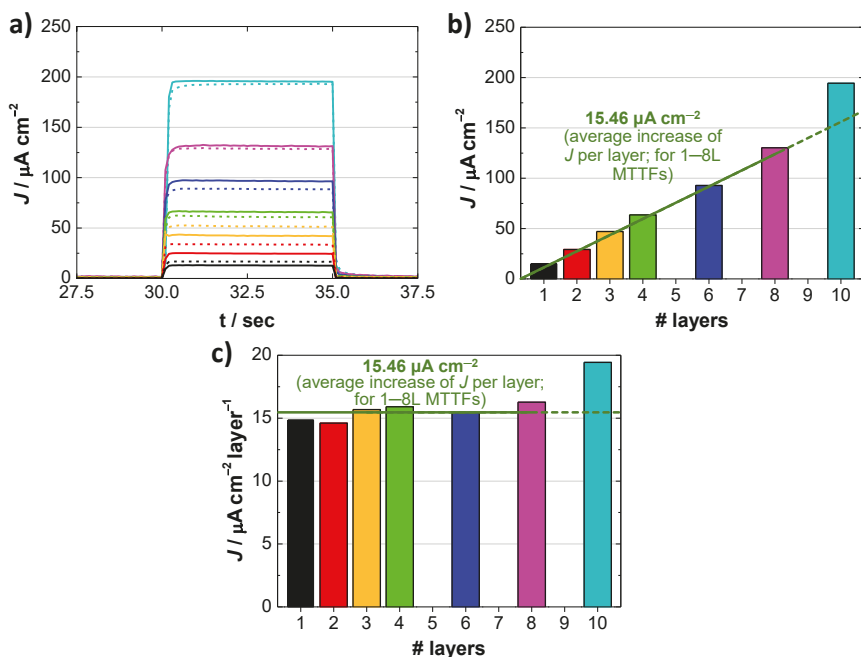 a)
250
200
150
100
50
0
J / µA cm⁻²
27.5 30.0 32.5 35.0 37.5
t / sec
b)
250
200
150
100
50
0
J / µA cm⁻²
15.46 µA cm⁻²
(average increase of
J per layer; for 1–8L
MTTFs)
1 2 3 4 5 6 7 8 9 10
# layers
c)
20
15
10
5
0
J / µA cm⁻² layer⁻¹
15.46 µA cm⁻²
(average increase of J per layer;
for 1–8L MTTFs)
1 2 3 4 5 6 7 8 9 10
# layers